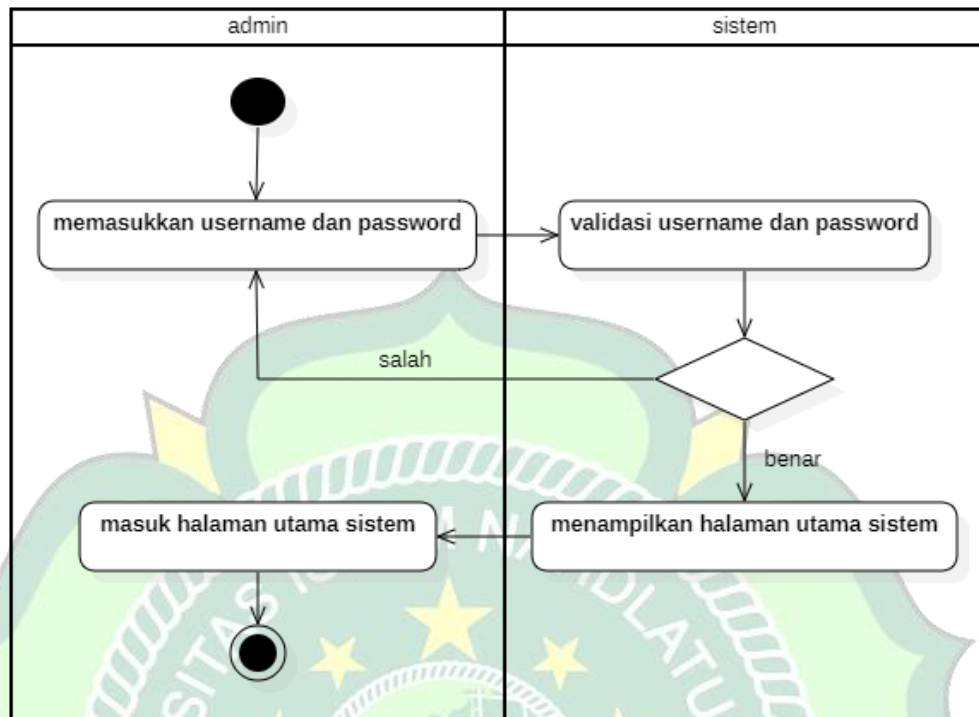 admin
sistem
memasukkan username dan password
validasi username dan password
salah
benar
masuk halaman utama sistem
menampilkan halaman utama sistem